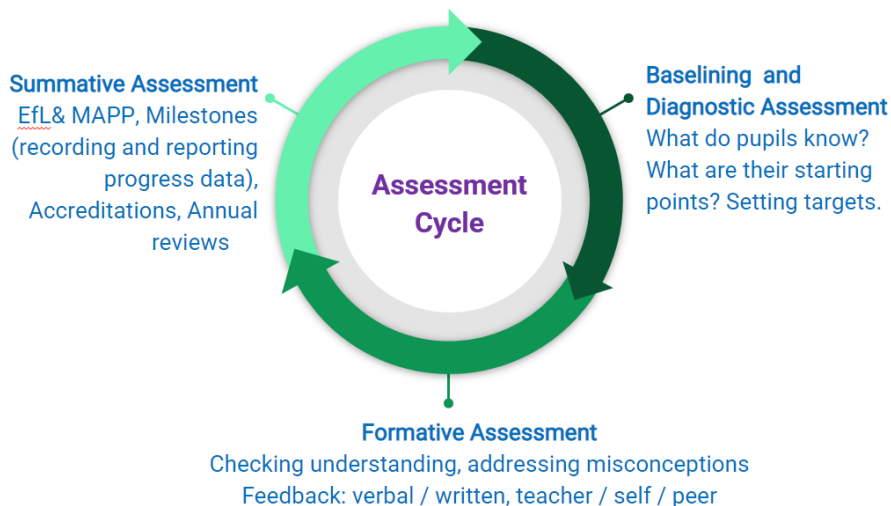 Assessment
Cycle
Baselining and
Diagnostic Assessment
What do pupils know?
What are their starting
points? Setting targets.
Formative Assessment
Checking understanding, addressing misconceptions
Feedback: verbal / written, teacher / self / peer
Summative Assessment
EfL& MAPP, Milestones
(recording and reporting
progress data),
Accreditations, Annual
reviews